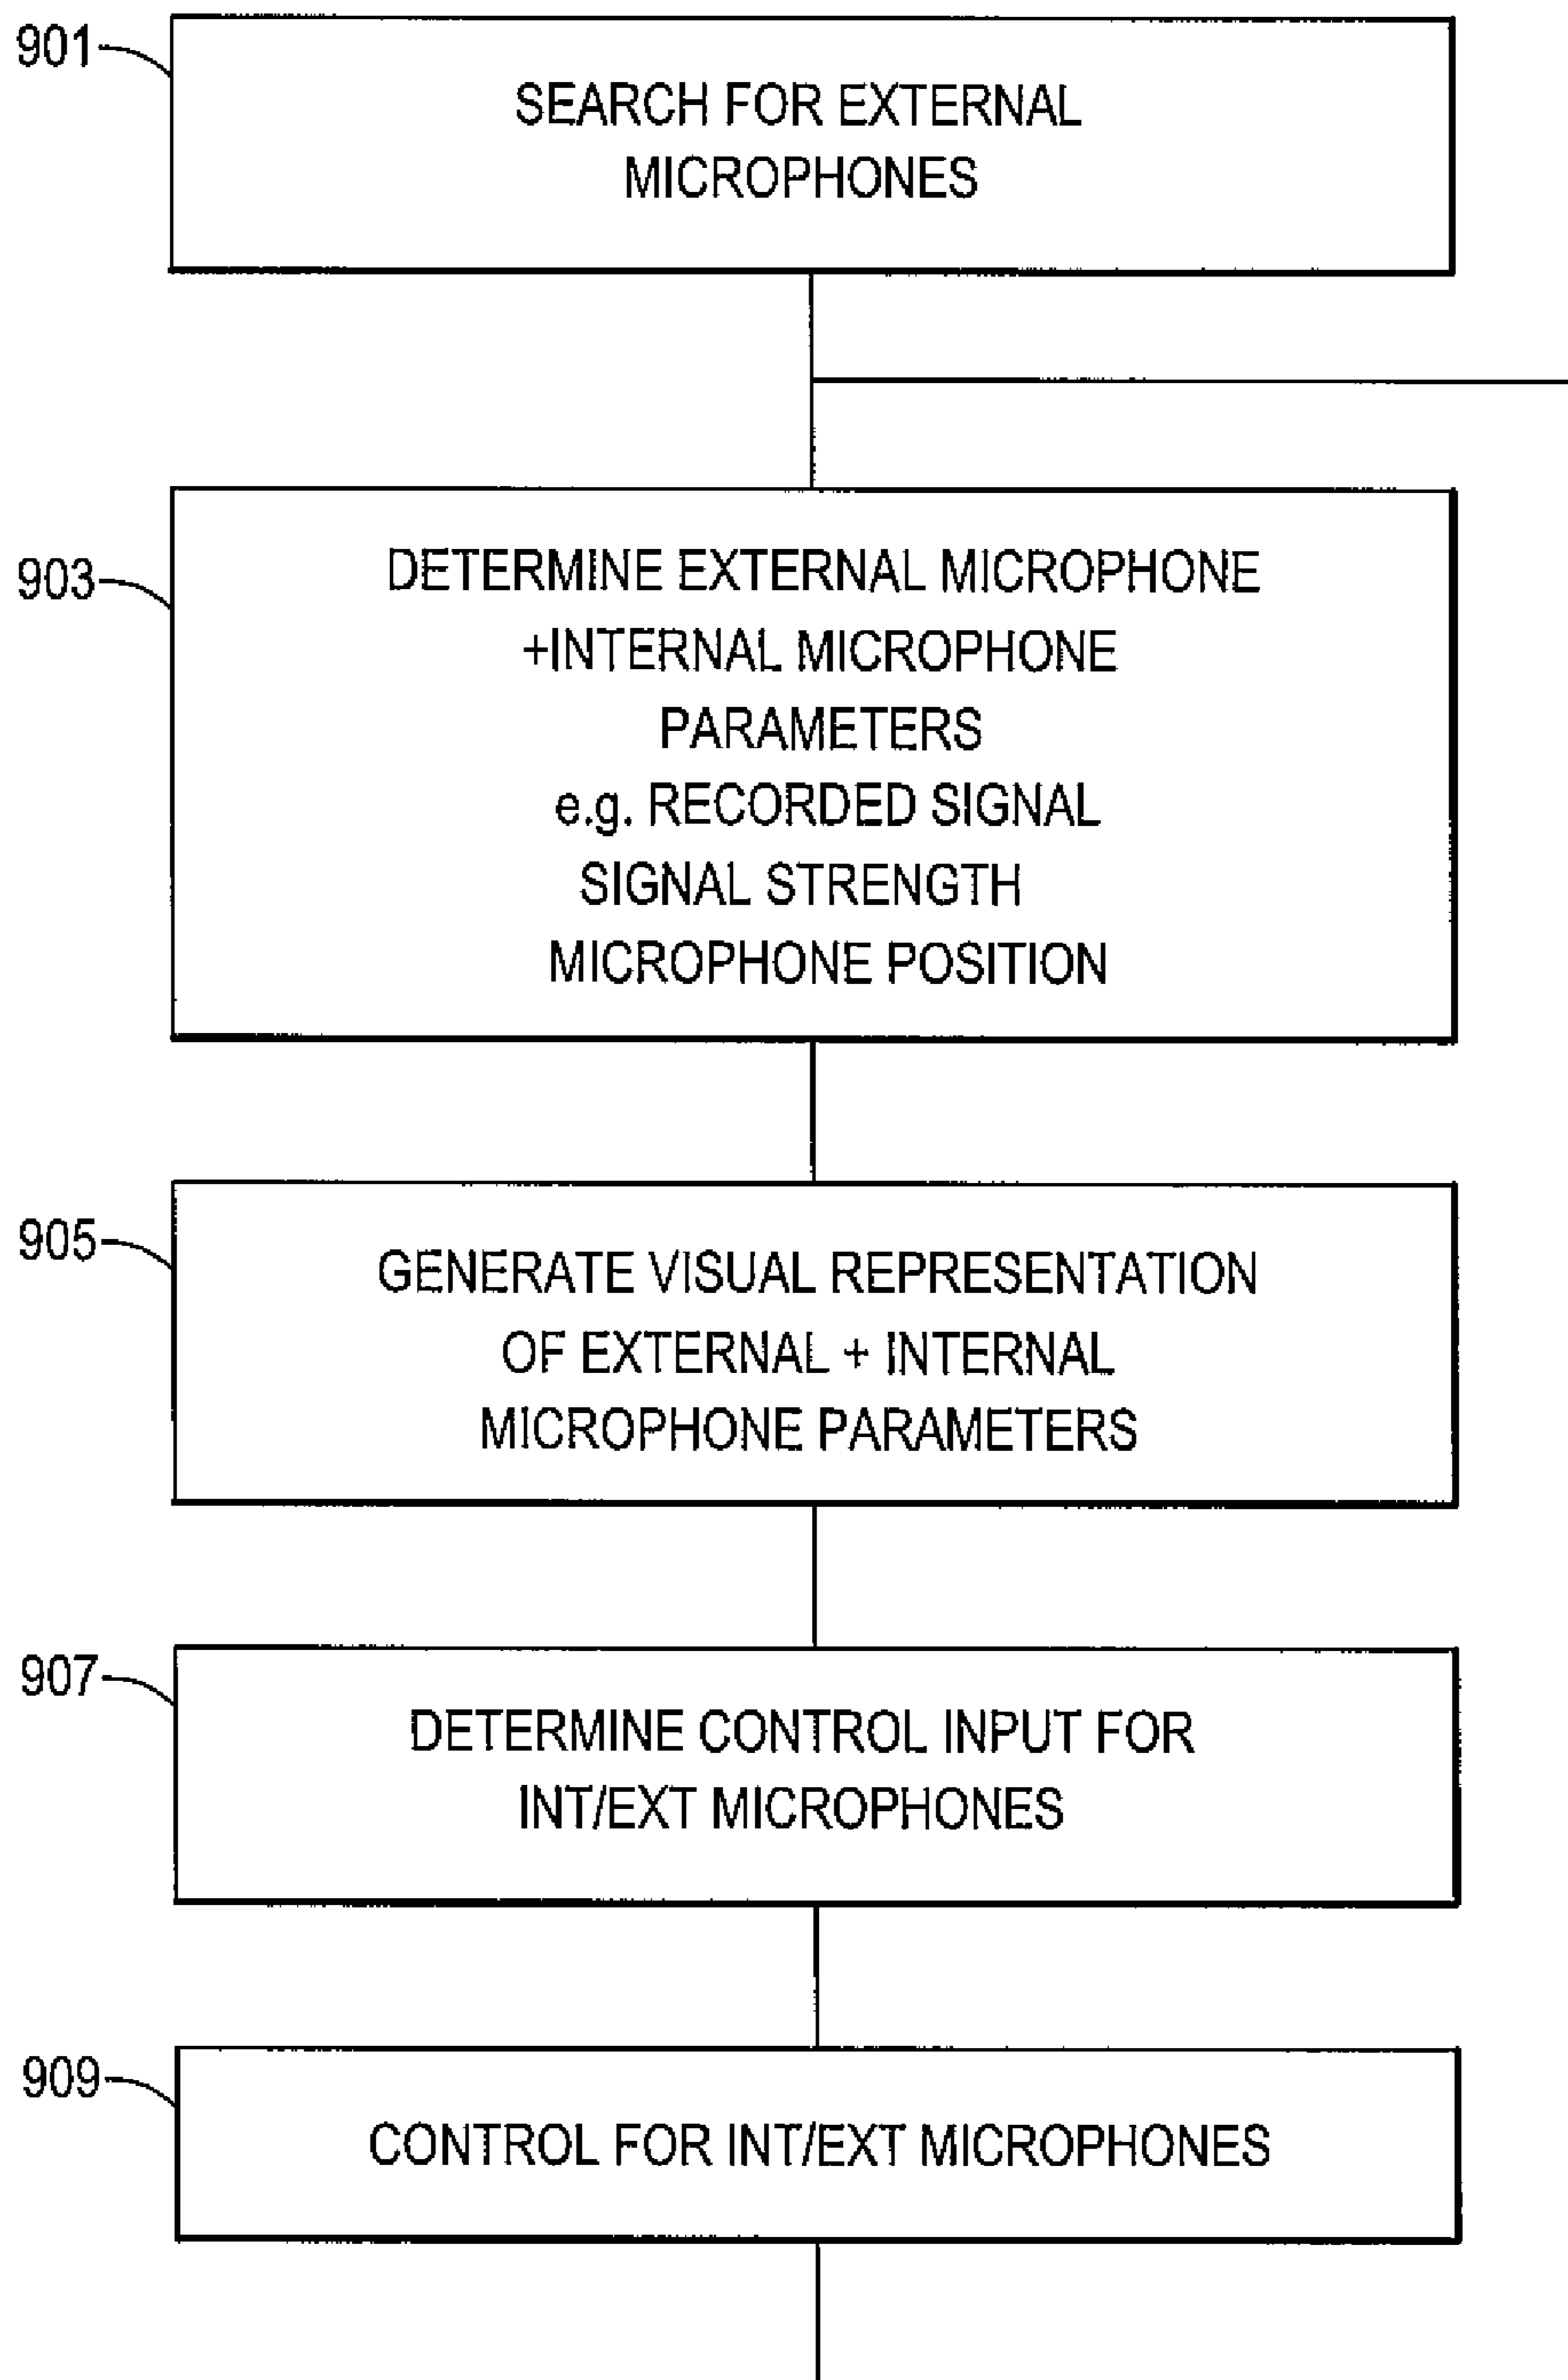 901
SEARCH FOR EXTERNAL
MICROPHONES
903
DETERMINE EXTERNAL MICROPHONE
+INTERNAL MICROPHONE
PARAMETERS
e.g. RECORDED SIGNAL
SIGNAL STRENGTH
MICROPHONE POSITION
905
GENERATE VISUAL REPRESENTATION
OF EXTERNAL + INTERNAL
MICROPHONE PARAMETERS
907
DETERMINE CONTROL INPUT FOR
INT/EXT MICROPHONES
909
CONTROL FOR INT/EXT MICROPHONES